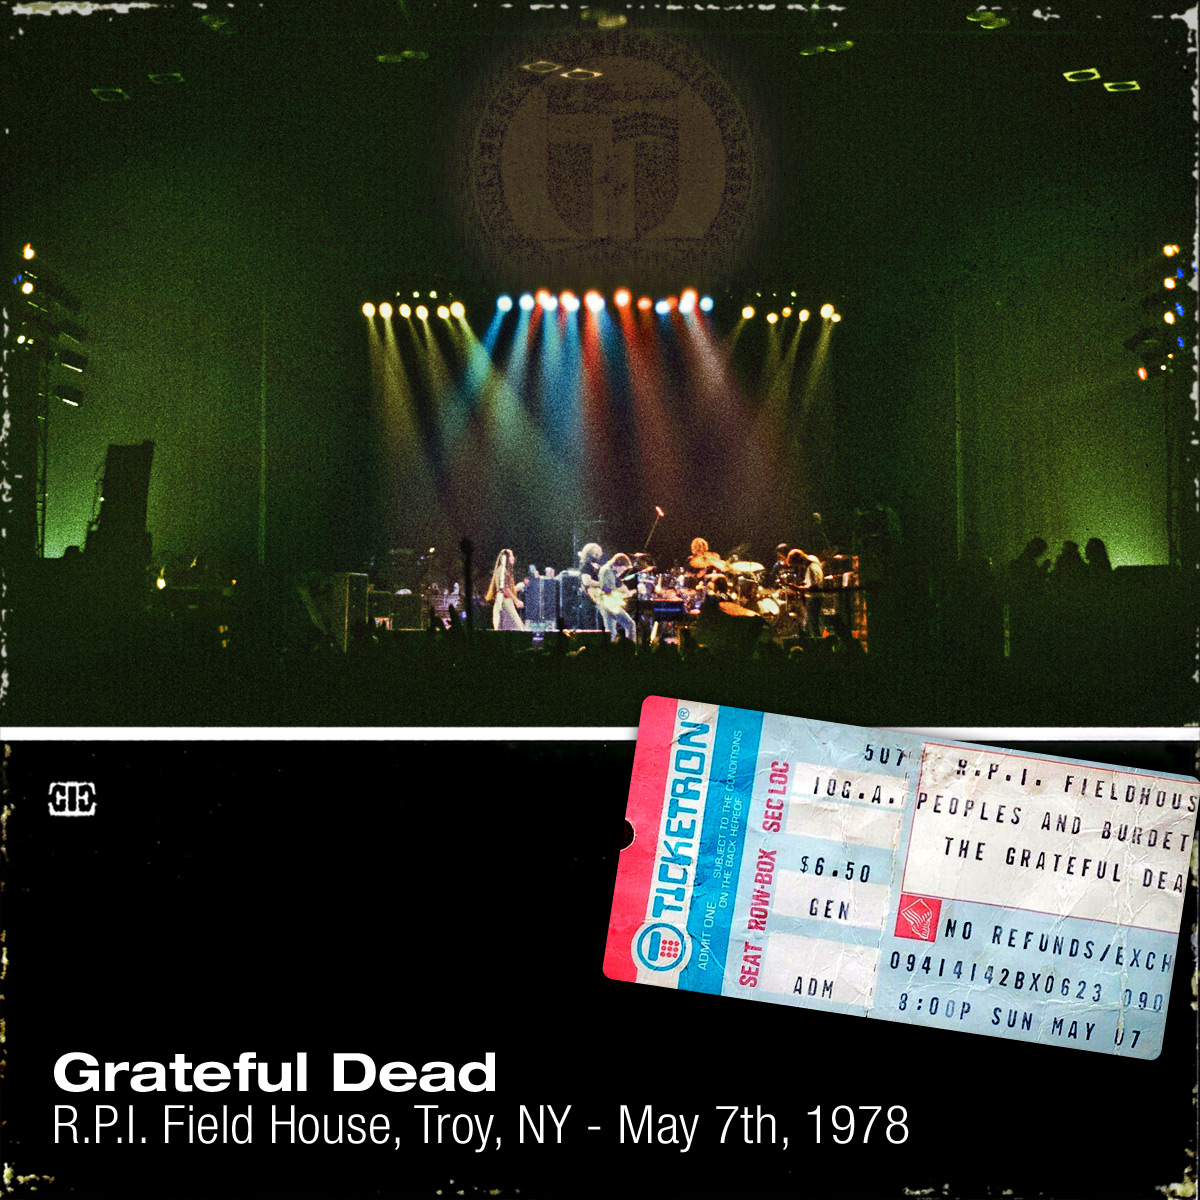 TICKETRON®
ADMIT ONE SUBJECT TO THE CONDITIONS
ON THE BACK HEREOF
SEAT ROW-BOX SEC LOC
507
10G.A.
$6.50
GEN
ADM
R.P.I. FIELDHOUS
PEOPLES AND BURDET
THE GRATEFUL DEA
NO REFUNDS/EXCH
09414142BX0623 090
8:00P SUN MAY 07
Grateful Dead
R.P.I. Field House, Troy, NY - May 7th, 1978